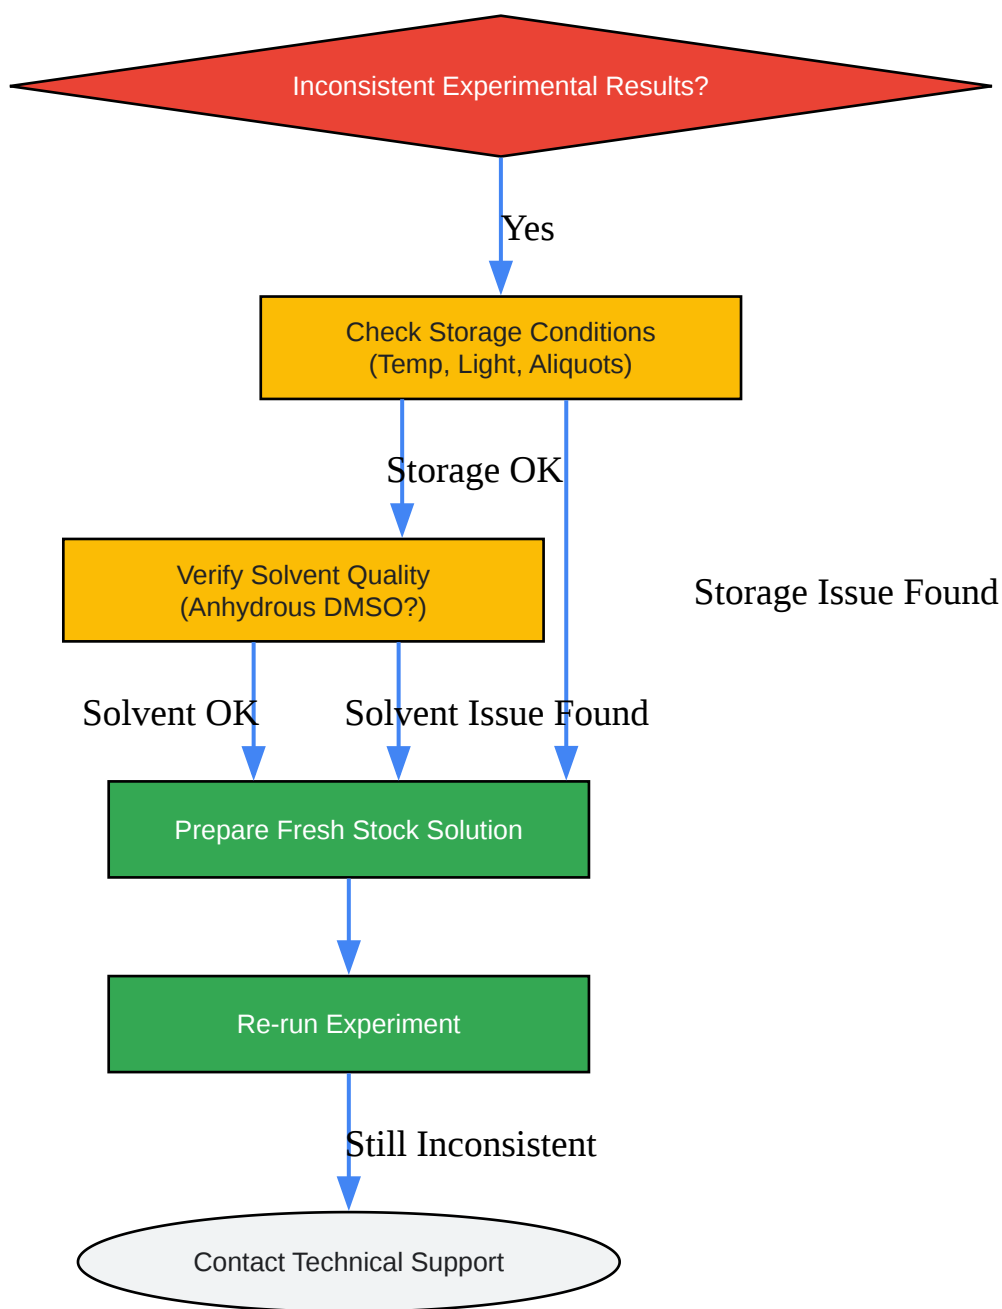 Inconsistent Experimental Results?
Yes
Check Storage Conditions
(Temp, Light, Aliquots)
Storage OK
Verify Solvent Quality
(Anhydrous DMSO?)
Storage Issue Found
Solvent OK
Solvent Issue Found
Prepare Fresh Stock Solution
Re-run Experiment
Still Inconsistent
Contact Technical Support